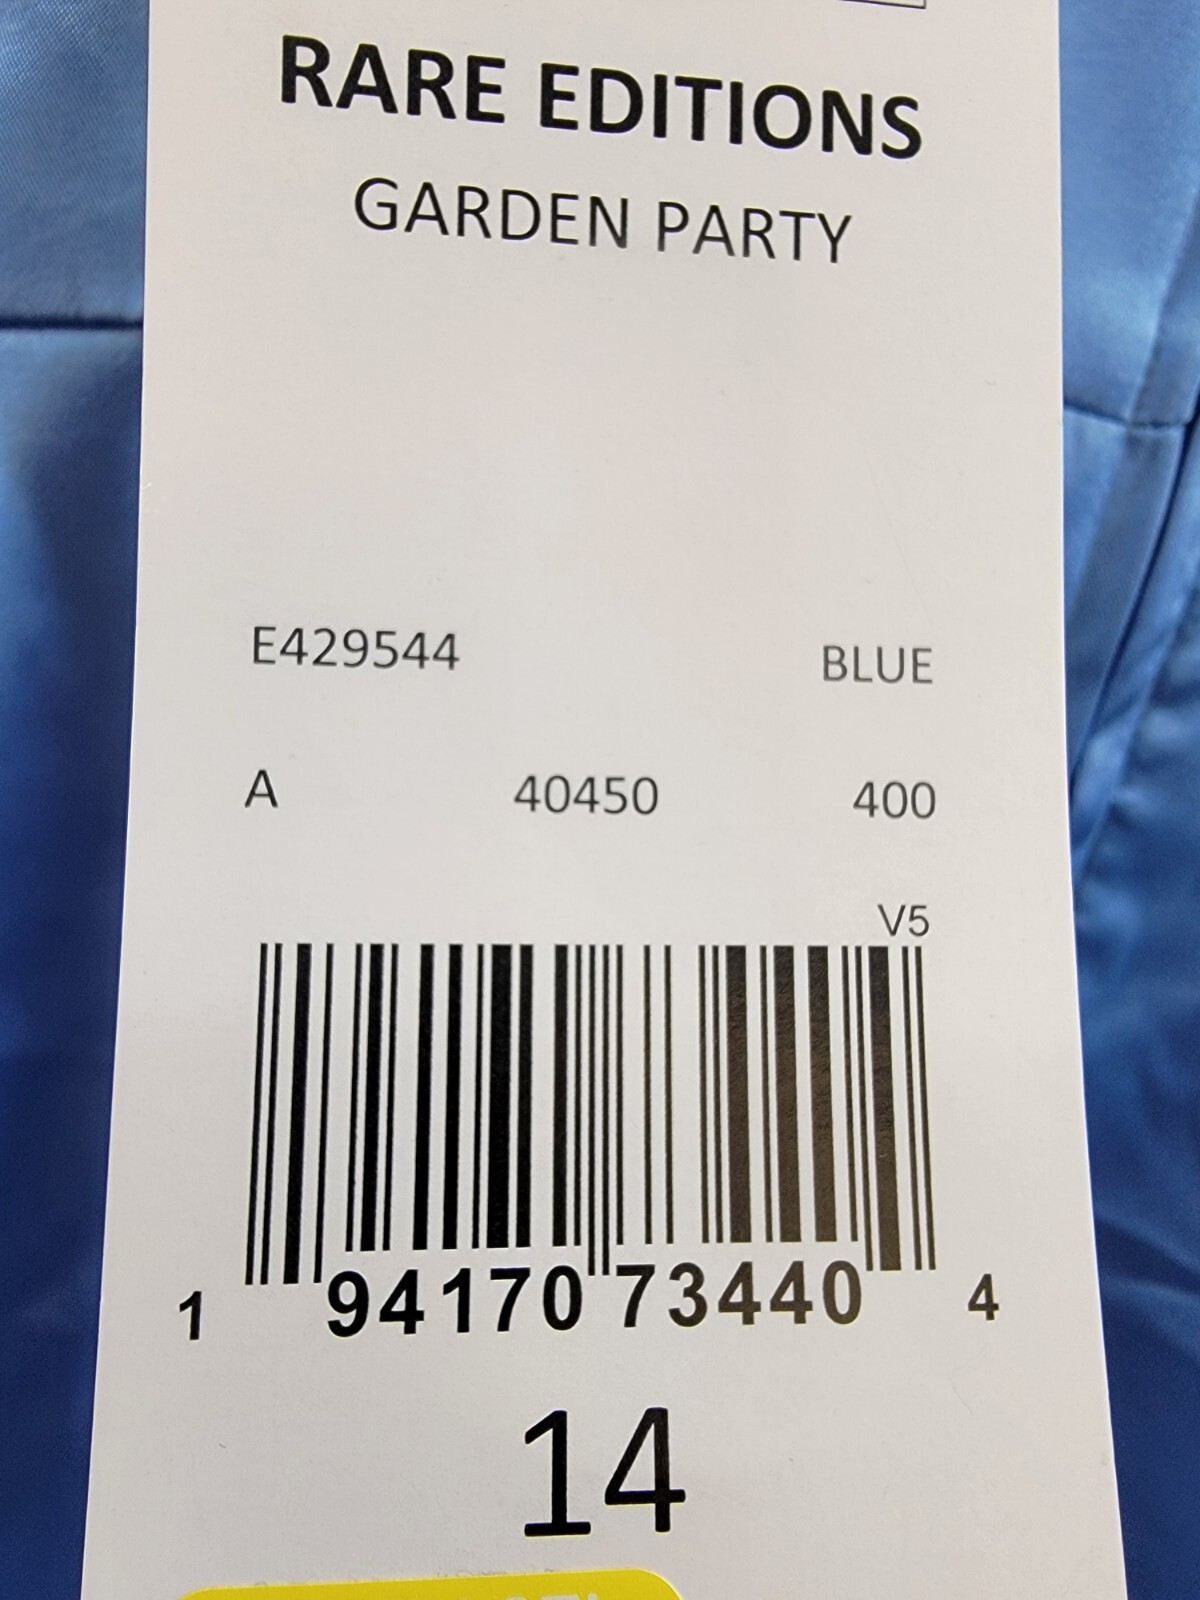 RARE EDITIONS
GARDEN PARTY
E429544 BLUE
A 40450 400
V5
1 94170 73440 4
14